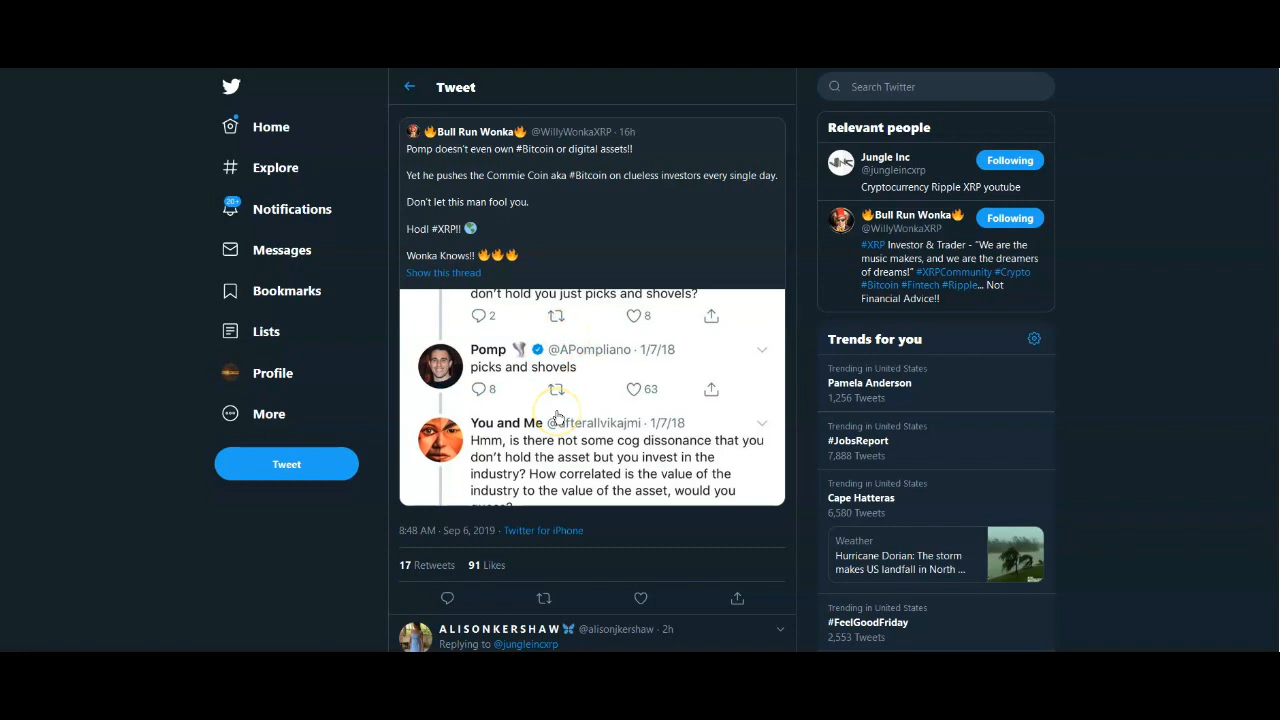 Home
Explore
20+
Notifications
Messages
Bookmarks
Lists
Profile
More
Tweet
Tweet
🔥Bull Run Wonka🔥 @WillyWonkaXRP · 16h
Pomp doesn't even own #Bitcoin or digital assets!!
Yet he pushes the Commie Coin aka #Bitcoin on clueless investors every single day.
Don't let this man fool you.
Hodl #XRP!! 🌎
Wonka Knows!! 🔥🔥🔥
Show this thread
don't hold you just picks and shovels?
2 8
Pomp @APompliano · 1/7/18
picks and shovels
8 63
You and Me @afterallvikajmi · 1/7/18
Hmm, is there not some cog dissonance that you
don't hold the asset but you invest in the
industry? How correlated is the value of the
industry to the value of the asset, would you
guess?
8:48 AM · Sep 6, 2019 · Twitter for iPhone
17 Retweets 91 Likes
A L I S O N K E R S H A W 🦋 @alisonjkershaw · 2h
Replying to @jungleincxrp
Search Twitter
Relevant people
Jungle Inc
@jungleincxrp
Following
Cryptocurrency Ripple XRP youtube
🔥Bull Run Wonka🔥
@WillyWonkaXRP
Following
#XRP Investor & Trader - "We are the
music makers, and we are the dreamers
of dreams!" #XRPCommunity #Crypto
#Bitcoin #Fintech #Ripple... Not
Financial Advice!!
Trends for you
Trending in United States
Pamela Anderson
1,256 Tweets
Trending in United States
#JobsReport
7,888 Tweets
Trending in United States
Cape Hatteras
6,580 Tweets
Weather
Hurricane Dorian: The storm
makes US landfall in North ...
Trending in United States
#FeelGoodFriday
2,553 Tweets